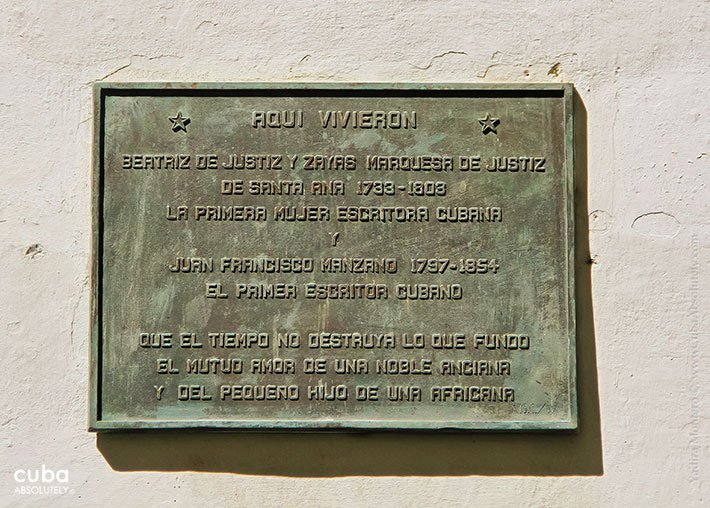 AQUI VIVIERON
BEATRIZ DE JUSTIZ Y ZAYAS MARQUESA DE JUSTIZ
DE SANTA ANA 1733-1803
LA PRIMERA MUJER ESCRITORA CUBANA
Y
JUAN FRANCISCO MANZANO 1797-1854
EL PRIMER ESCRITOR CUBANO
QUE EL TIEMPO NO DESTRUYA LO QUE FUNDO
EL MUTUO AMOR DE UNA NOBLE ANCIANA
Y DEL PEQUEÑO HIJO DE UNA AFRICANA
cuba
ABSOLUTELY